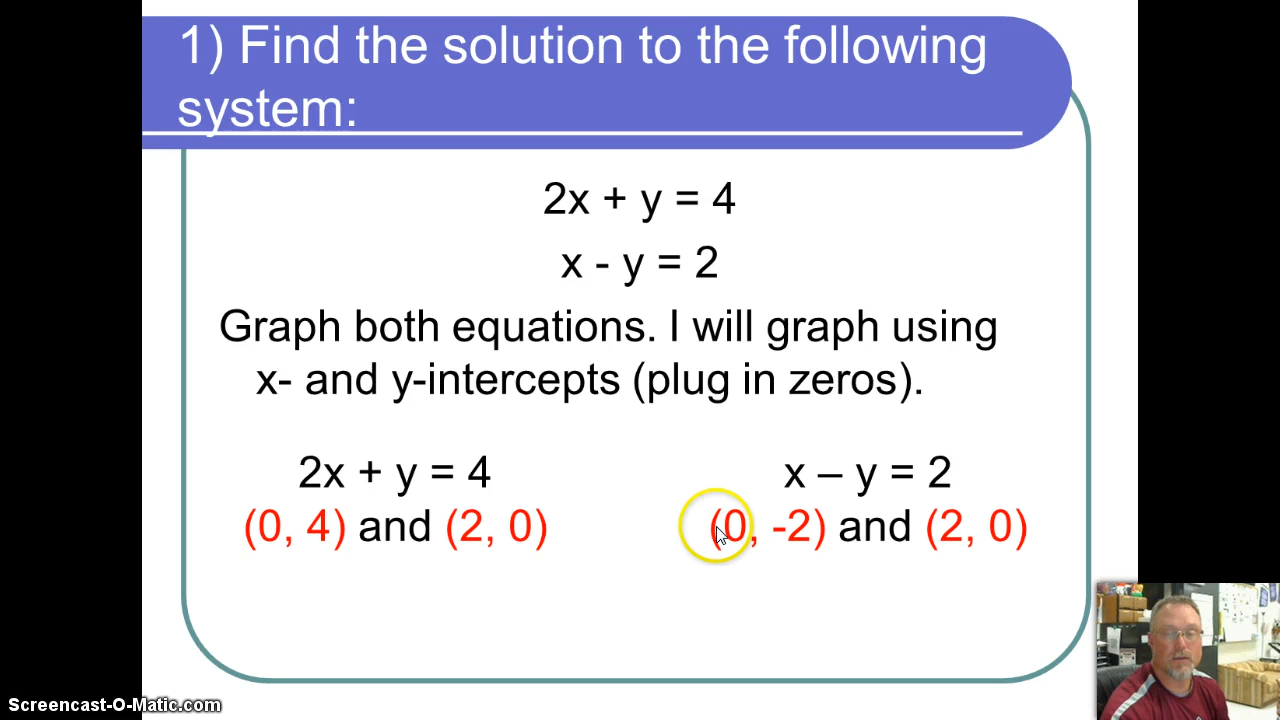 1) Find the solution to the following
system:
2x + y = 4
x - y = 2
Graph both equations. I will graph using
x- and y-intercepts (plug in zeros).
2x + y = 4
(0, 4) and (2, 0)
x – y = 2
(0, -2) and (2, 0)
Screencast-O-Matic.com